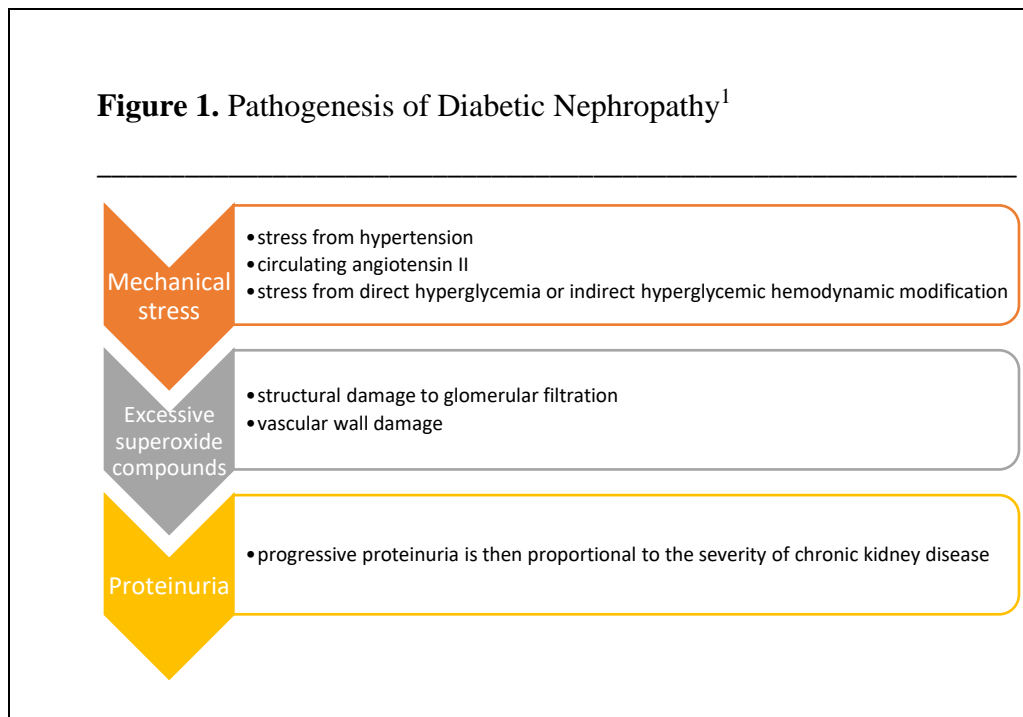 Figure 1. Pathogenesis of Diabetic Nephropathy1
Mechanical
stress
•stress from hypertension
•circulating angiotensin II
•stress from direct hyperglycemia or indirect hyperglycemic hemodynamic modification
Excessive
superoxide
compounds
•structural damage to glomerular filtration
•vascular wall damage
Proteinuria
•progressive proteinuria is then proportional to the severity of chronic kidney disease